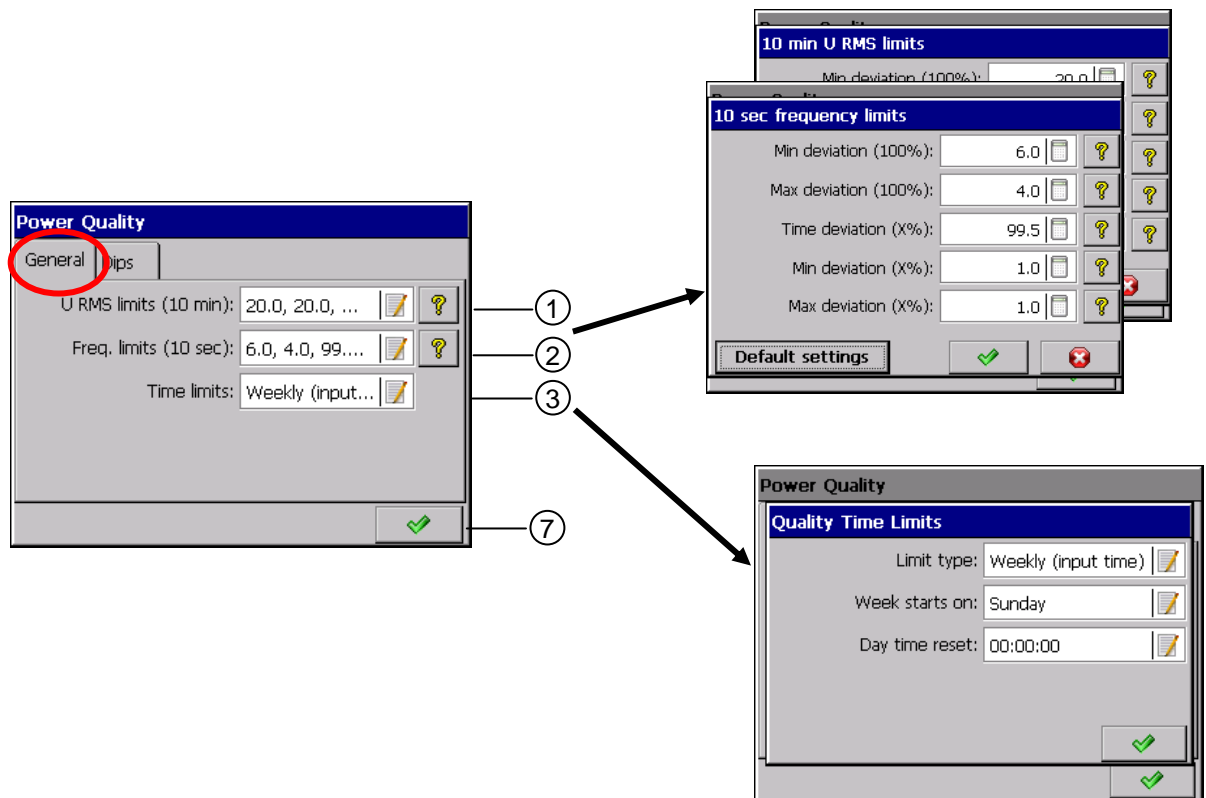 Power Quality
General
Dips
U RMS limits (10 min): 20.0, 20.0, ...
Freq. limits (10 sec): 6.0, 4.0, 99....
Time limits: Weekly (input...
1
2
3
7
10 min U RMS limits
Min deviation (100%): 20.0
10 sec frequency limits
Min deviation (100%): 6.0
Max deviation (100%): 4.0
Time deviation (X%): 99.5
Min deviation (X%): 1.0
Max deviation (X%): 1.0
Default settings
Power Quality
Quality Time Limits
Limit type: Weekly (input time)
Week starts on: Sunday
Day time reset: 00:00:00